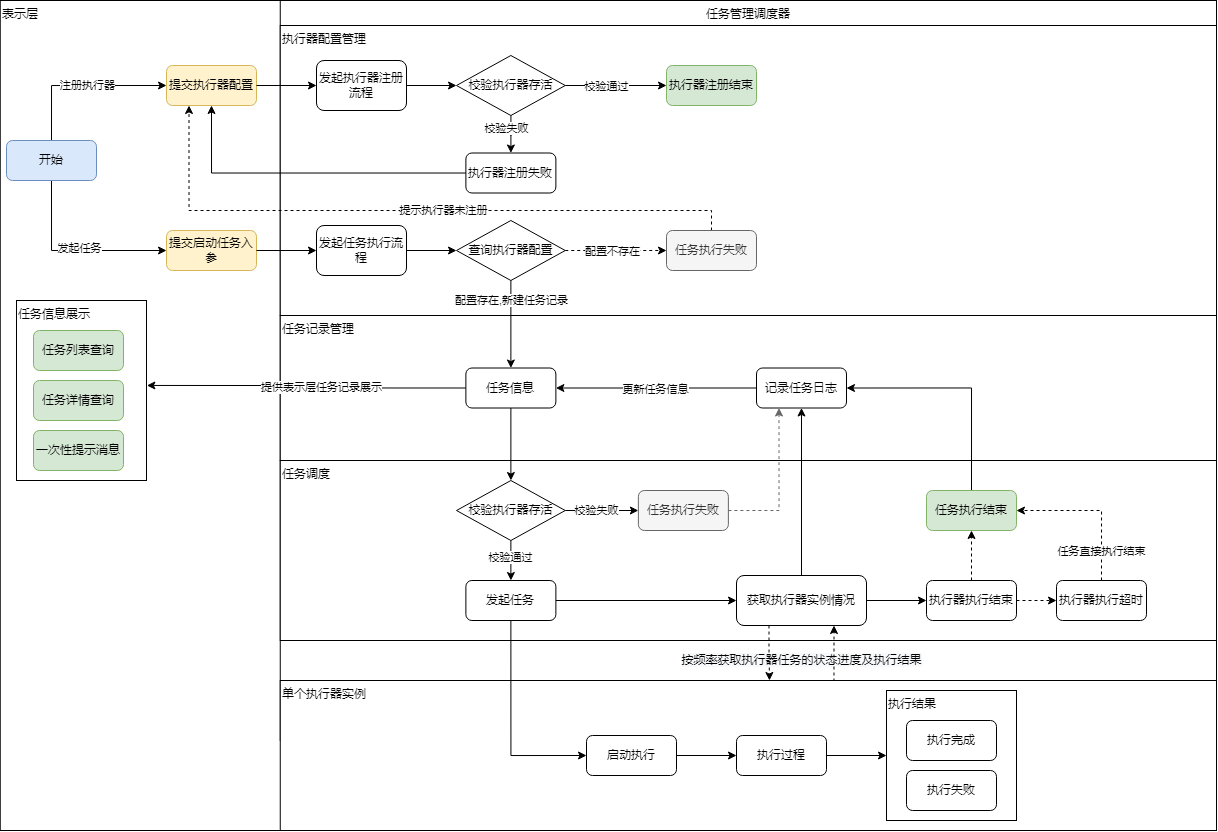 表示层
任务管理调度器
执行器配置管理
注册执行器
提交执行器配置
发起执行器注册
流程
校验执行器存活
校验通过
执行器注册结束
校验失败
执行器注册失败
开始
提示执行器未注册
发起任务
提交启动任务入
参
发起任务执行流
程
查询执行器配置
配置不存在
任务执行失败
配置存在,新建任务记录
任务信息展示
任务列表查询
任务详情查询
一次性提示消息
任务记录管理
提供表示层任务记录展示
任务信息
更新任务信息
记录任务日志
任务调度
校验执行器存活
校验失败
任务执行失败
任务执行结束
校验通过
任务直接执行结束
发起任务
获取执行器实例情况
执行器执行结束
执行器执行超时
按频率获取执行器任务的状态进度及执行结果
单个执行器实例
启动执行
执行过程
执行结果
执行完成
执行失败